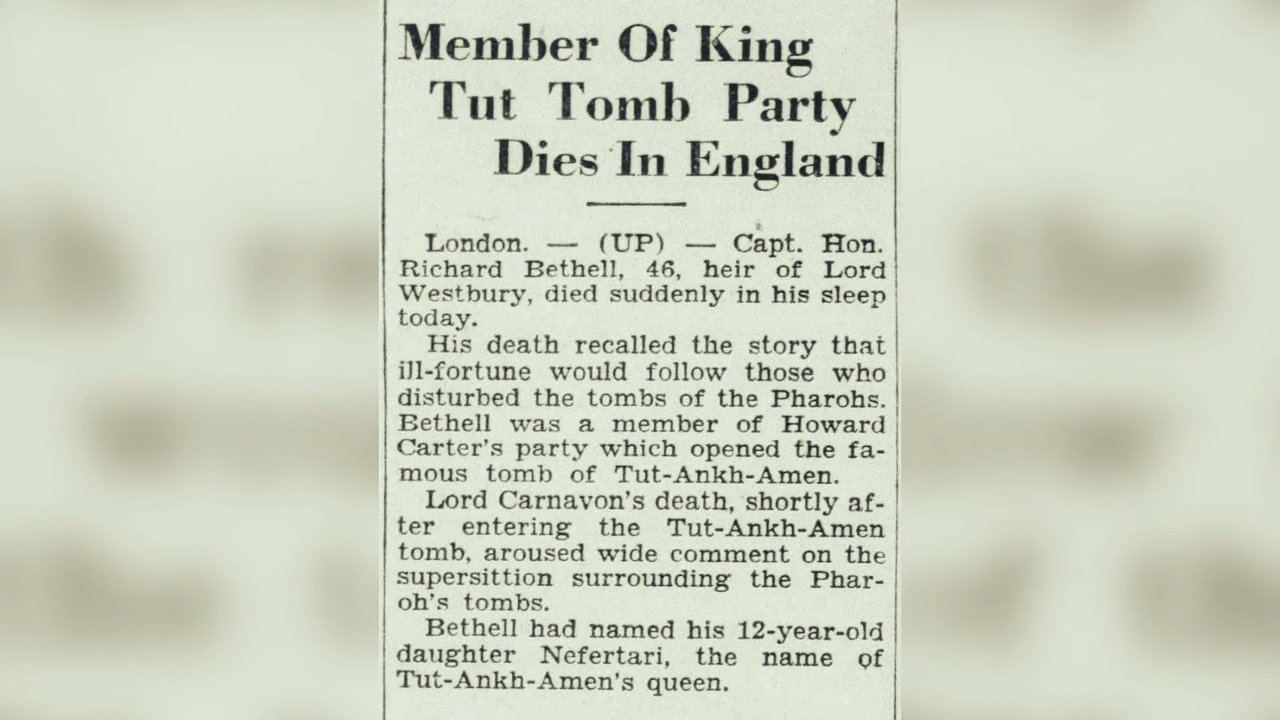 Member Of King
Tut Tomb Party
Dies In England
London. — (UP) — Capt. Hon.
Richard Bethell, 46, heir of Lord
Westbury, died suddenly in his sleep
today.
His death recalled the story that
ill-fortune would follow those who
disturbed the tombs of the Pharohs.
Bethell was a member of Howard
Carter's party which opened the fa-
mous tomb of Tut-Ankh-Amen.
Lord Carnavon's death, shortly af-
ter entering the Tut-Ankh-Amen
tomb, aroused wide comment on the
supersittion surrounding the Phar-
oh's tombs.
Bethell had named his 12-year-old
daughter Nefertari, the name of
Tut-Ankh-Amen's queen.